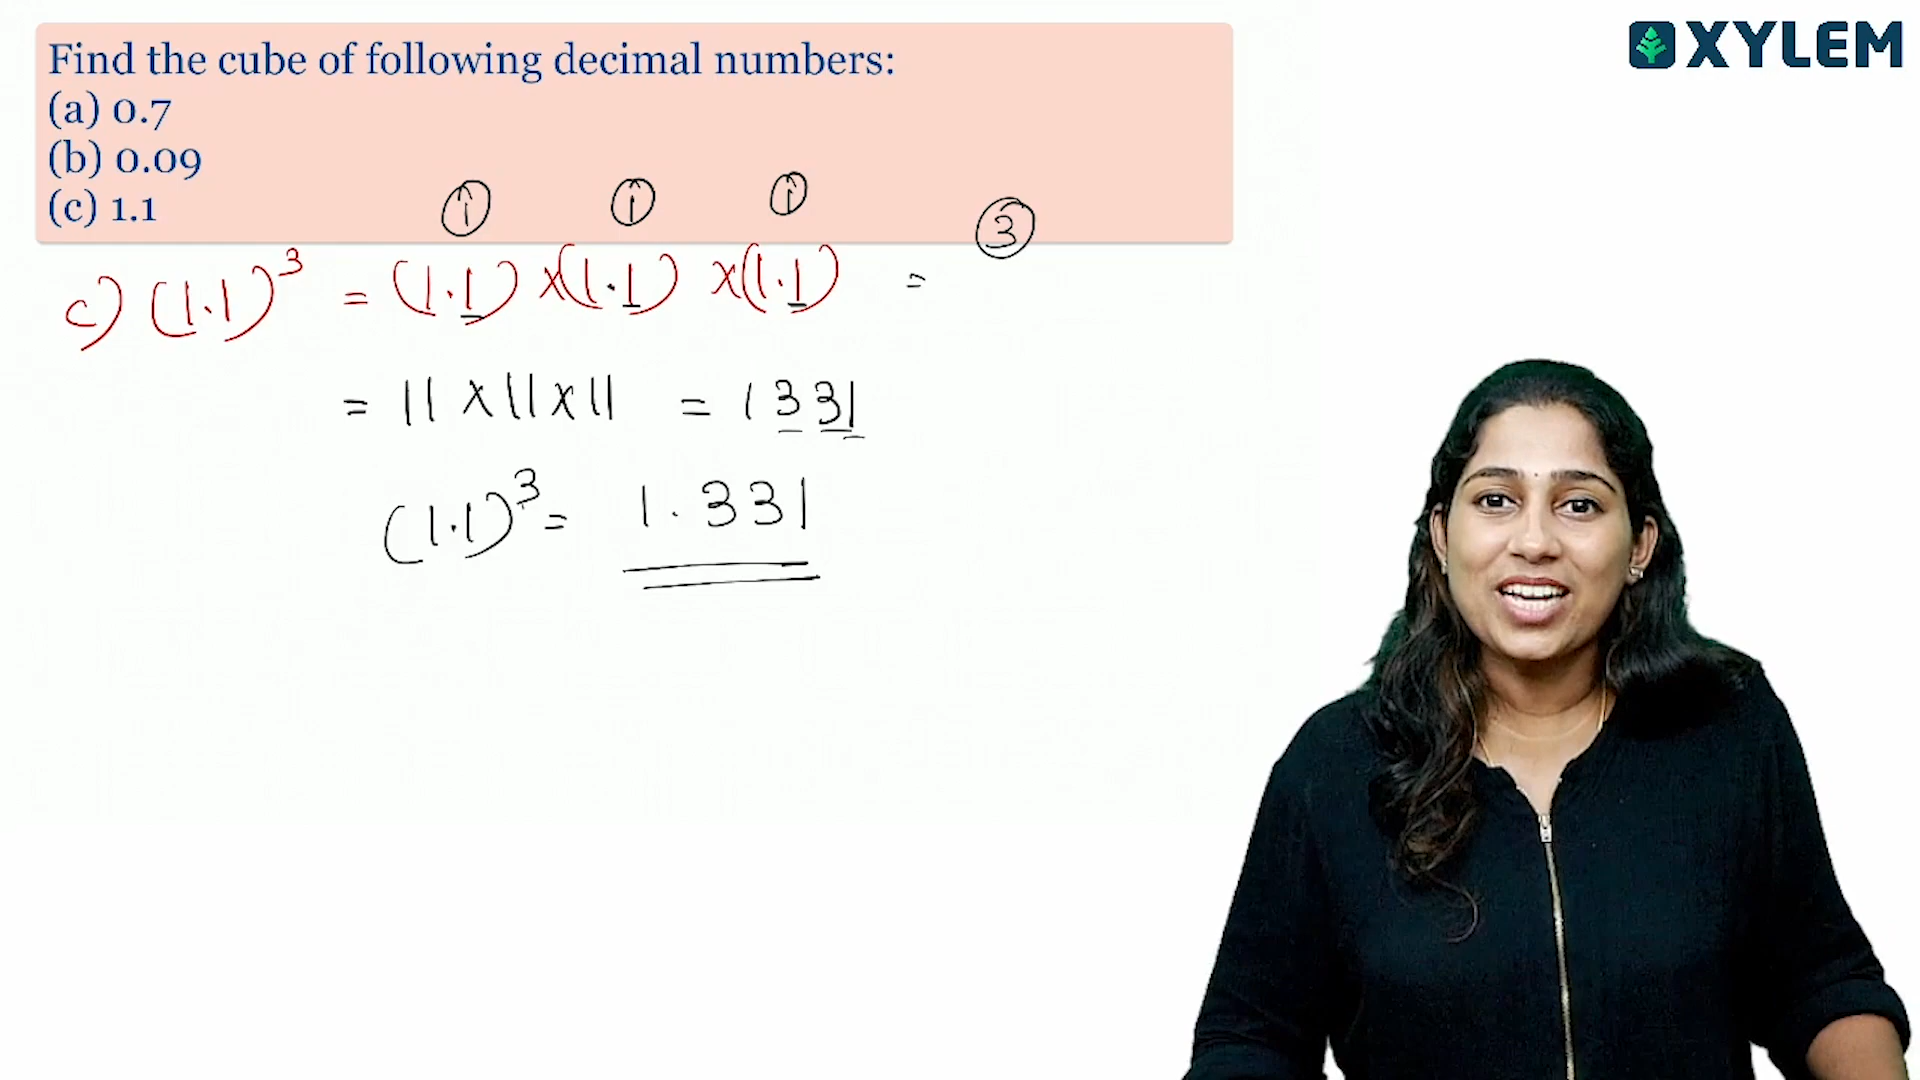 XYLEM
Find the cube of following decimal numbers:
(a) 0.7
(b) 0.09
(c) 1.1
1 1 1 3
c) (1.1)³ = (1.1) x (1.1) x (1.1) =
= 11 x 11 x 11 = 1331
(1.1)³ = 1.331